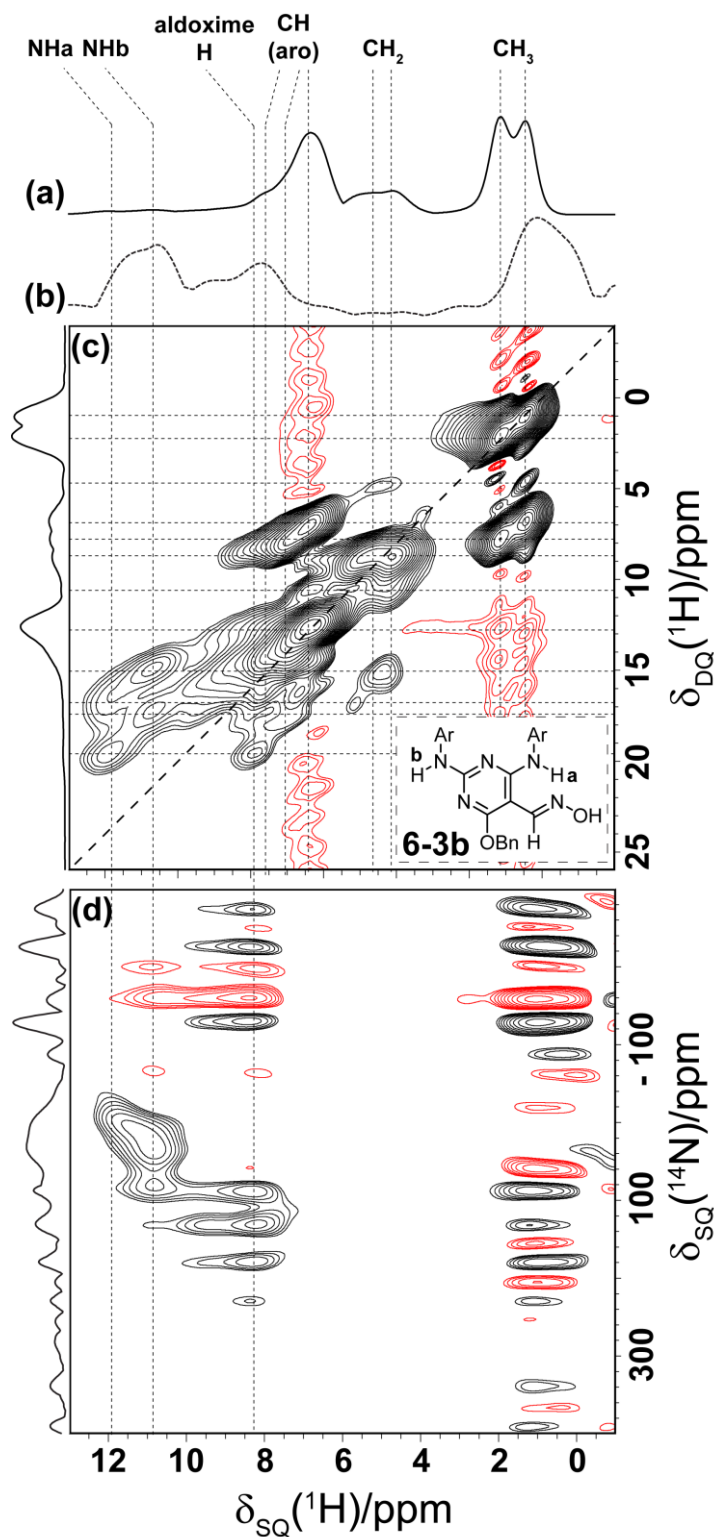 aldoxime CH
NHa NHb H (aro) CH₂ CH₃
(a)
(b)
(c)
0
5
10
15
20
25
δDQ(¹H)/ppm
Ar Ar
b N N N
H H a
N N OH
OBn H
6-3b
(d)
- 100
100
300
δSQ(¹⁴N)/ppm
12 10 8 6 4 2 0
δSQ(¹H)/ppm